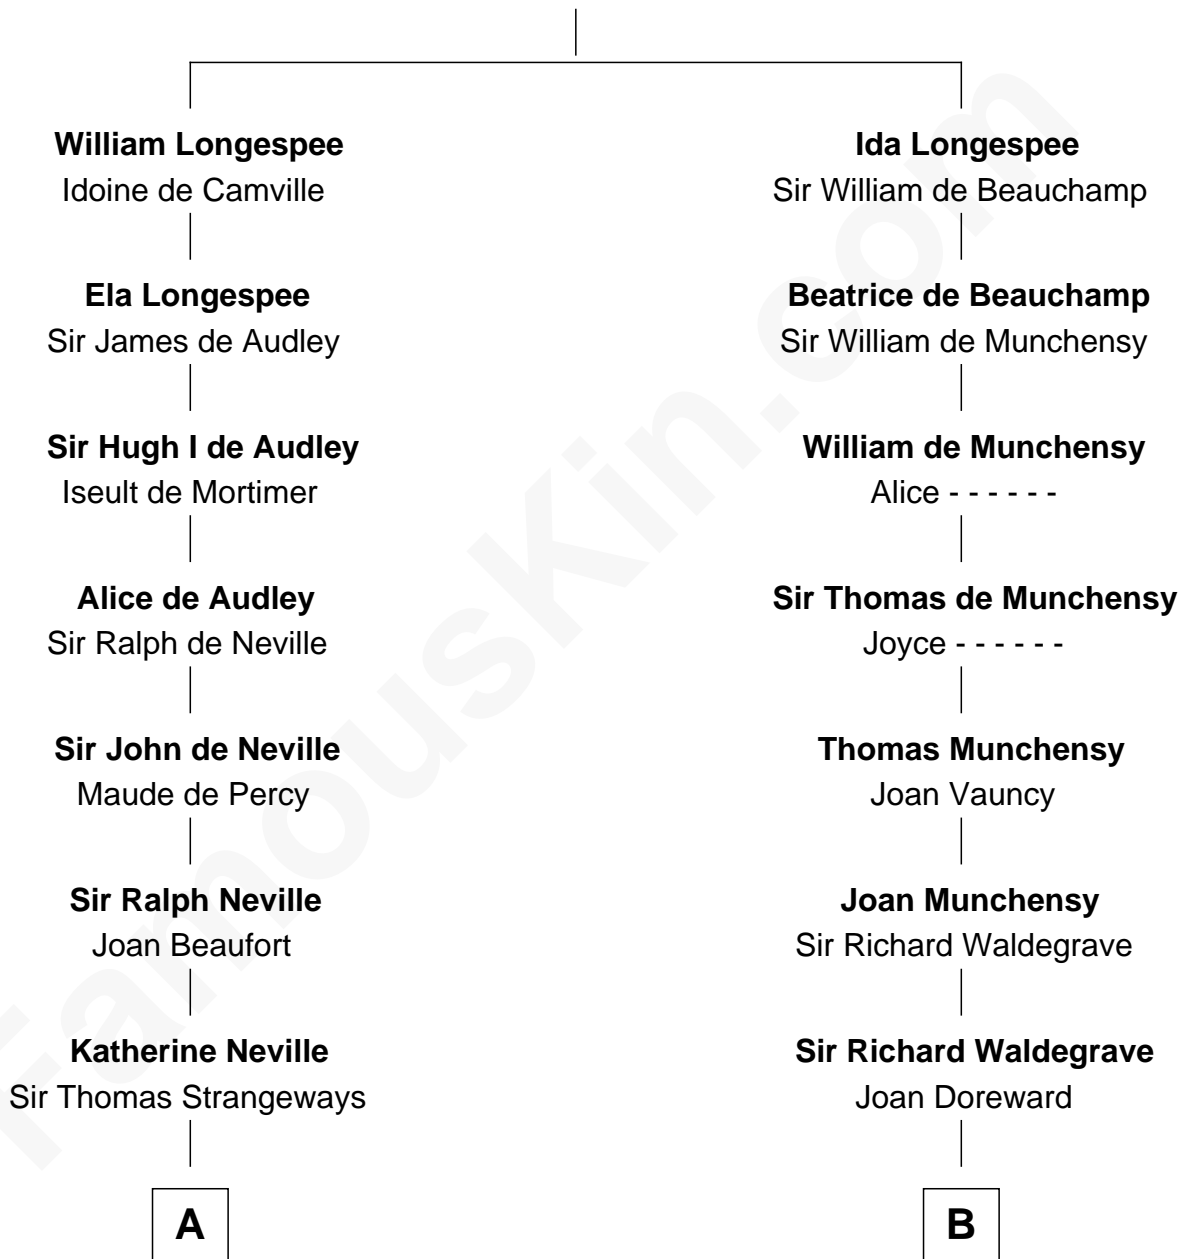 William Longespee
Idoine de Camville
Ida Longespee
Sir William de Beauchamp
Ela Longespee
Sir James de Audley
Beatrice de Beauchamp
Sir William de Munchensy
Sir Hugh I de Audley
Iseult de Mortimer
William de Munchensy
Alice - - - - - -
Alice de Audley
Sir Ralph de Neville
Sir Thomas de Munchensy
Joyce - - - - - -
Sir John de Neville
Maude de Percy
Thomas Munchensy
Joan Vauncy
Sir Ralph Neville
Joan Beaufort
Joan Munchensy
Sir Richard Waldegrave
Katherine Neville
Sir Thomas Strangeways
Sir Richard Waldegrave
Joan Doreward
A
B
FamousKin.com